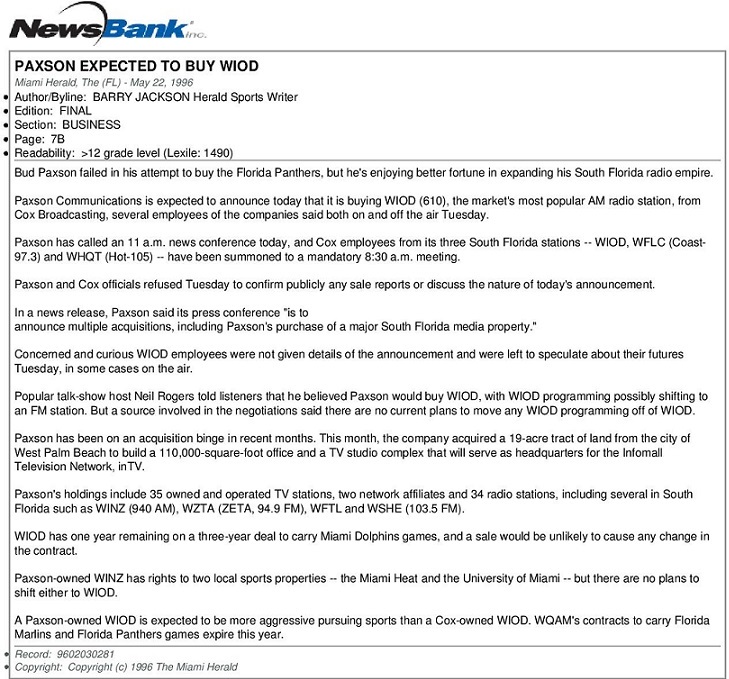 NewsBank inc.
PAXSON EXPECTED TO BUY WIOD
Miami Herald, The (FL) - May 22, 1996
• Author/Byline: BARRY JACKSON Herald Sports Writer
• Edition: FINAL
• Section: BUSINESS
• Page: 7B
• Readability: >12 grade level (Lexile: 1490)
Bud Paxson failed in his attempt to buy the Florida Panthers, but he's enjoying better fortune in expanding his South Florida radio empire.
Paxson Communications is expected to announce today that it is buying WIOD (610), the market's most popular AM radio station, from
Cox Broadcasting, several employees of the companies said both on and off the air Tuesday.
Paxson has called an 11 a.m. news conference today, and Cox employees from its three South Florida stations -- WIOD, WFLC (Coast-
97.3) and WHQT (Hot-105) -- have been summoned to a mandatory 8:30 a.m. meeting.
Paxson and Cox officials refused Tuesday to confirm publicly any sale reports or discuss the nature of today's announcement.
In a news release, Paxson said its press conference "is to
announce multiple acquisitions, including Paxson's purchase of a major South Florida media property."
Concerned and curious WIOD employees were not given details of the announcement and were left to speculate about their futures
Tuesday, in some cases on the air.
Popular talk-show host Neil Rogers told listeners that he believed Paxson would buy WIOD, with WIOD programming possibly shifting to
an FM station. But a source involved in the negotiations said there are no current plans to move any WIOD programming off of WIOD.
Paxson has been on an acquisition binge in recent months. This month, the company acquired a 19-acre tract of land from the city of
West Palm Beach to build a 110,000-square-foot office and a TV studio complex that will serve as headquarters for the Infomall
Television Network, inTV.
Paxson's holdings include 35 owned and operated TV stations, two network affiliates and 34 radio stations, including several in South
Florida such as WINZ (940 AM), WZTA (ZETA, 94.9 FM), WFTL and WSHE (103.5 FM).
WIOD has one year remaining on a three-year deal to carry Miami Dolphins games, and a sale would be unlikely to cause any change in
the contract.
Paxson-owned WINZ has rights to two local sports properties -- the Miami Heat and the University of Miami -- but there are no plans to
shift either to WIOD.
A Paxson-owned WIOD is expected to be more aggressive pursuing sports than a Cox-owned WIOD. WQAM's contracts to carry Florida
Marlins and Florida Panthers games expire this year.
• Record: 9602030281
• Copyright: Copyright (c) 1996 The Miami Herald